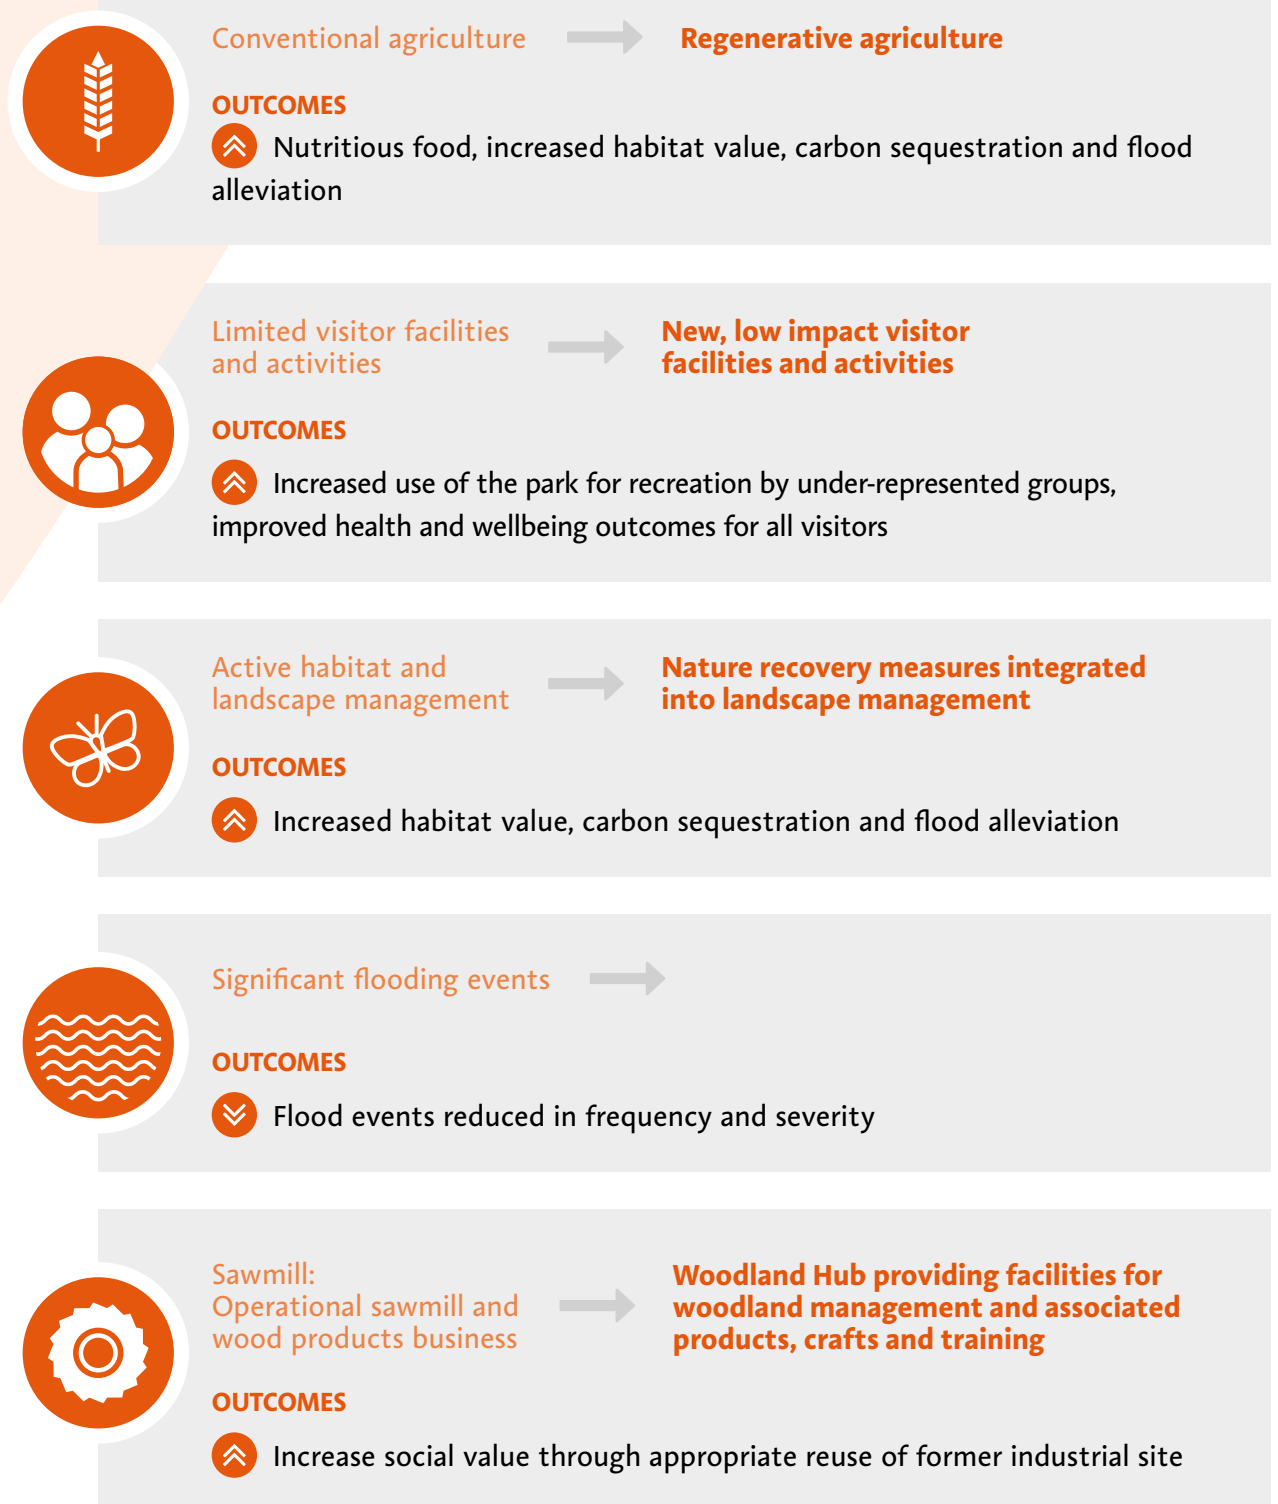 Conventional agriculture
Regenerative agriculture
OUTCOMES
Nutritious food, increased habitat value, carbon sequestration and flood
alleviation
Limited visitor facilities
and activities
New, low impact visitor
facilities and activities
OUTCOMES
Increased use of the park for recreation by under-represented groups,
improved health and wellbeing outcomes for all visitors
Active habitat and
landscape management
Nature recovery measures integrated
into landscape management
OUTCOMES
Increased habitat value, carbon sequestration and flood alleviation
Significant flooding events
OUTCOMES
Flood events reduced in frequency and severity
Sawmill:
Operational sawmill and
wood products business
Woodland Hub providing facilities for
woodland management and associated
products, crafts and training
OUTCOMES
Increase social value through appropriate reuse of former industrial site